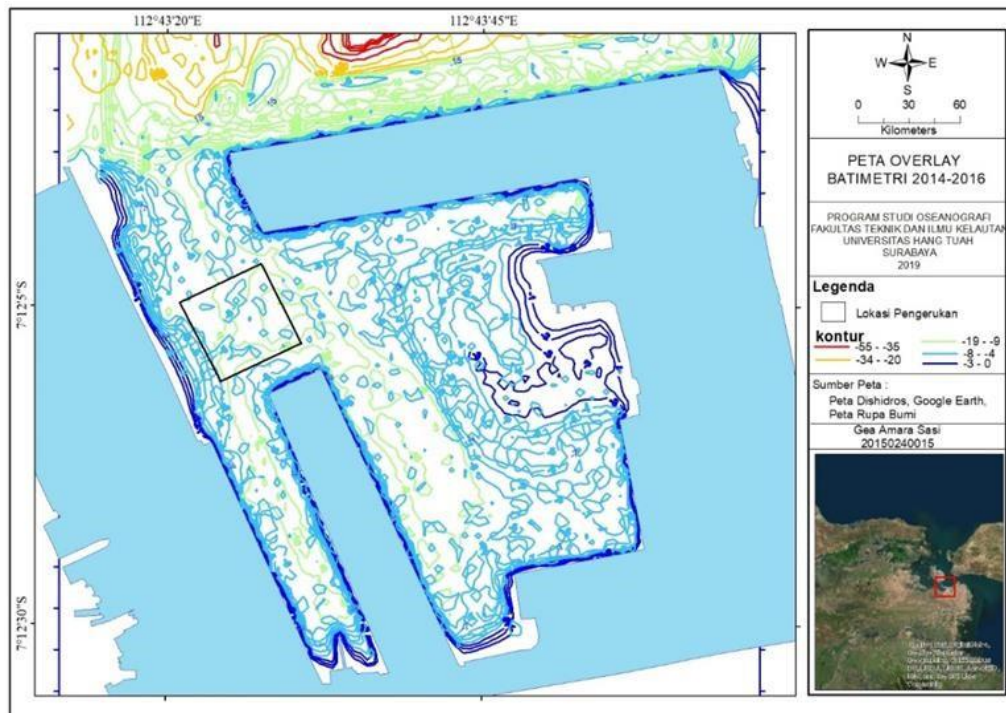 112°43'20"E
112°43'45"E
7°12'5"S
7°12'30"S
15
N
W
E
S
0
30
60
Kilometers
PETA OVERLAY
BATIMETRI 2014-2016
PROGRAM STUDI OSEANOGRAFI
FAKULTAS TEKNIK DAN ILMU KELAUTAN
UNIVERSITAS HANG TUAH
SURABAYA
2019
Legenda
Lokasi Pengerukan
kontur
-55 - -35
-34 - -20
-19 - -9
-8 - -4
-3 - 0
Sumber Peta :
Peta Dishidros, Google Earth,
Peta Rupa Bumi
Gea Amara Sasi
20150240015